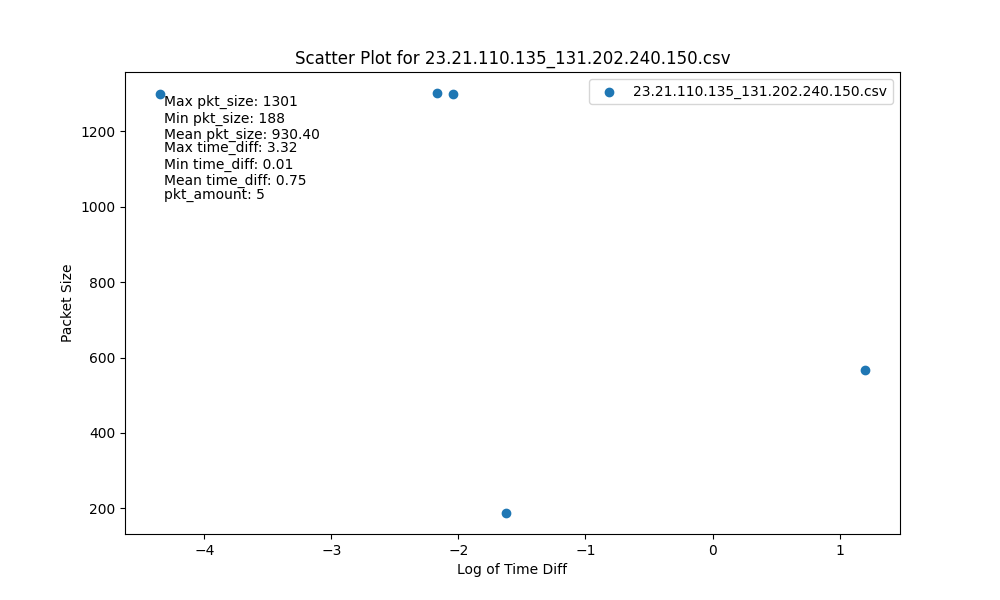 Scatter Plot for 23.21.110.135_131.202.240.150.csv
23.21.110.135_131.202.240.150.csv
Max pkt_size: 1301
Min pkt_size: 188
Mean pkt_size: 930.40
Max time_diff: 3.32
Min time_diff: 0.01
Mean time_diff: 0.75
pkt_amount: 5
Packet Size
1200
1000
800
600
400
200
−4 −3 −2 −1 0 1
Log of Time Diff